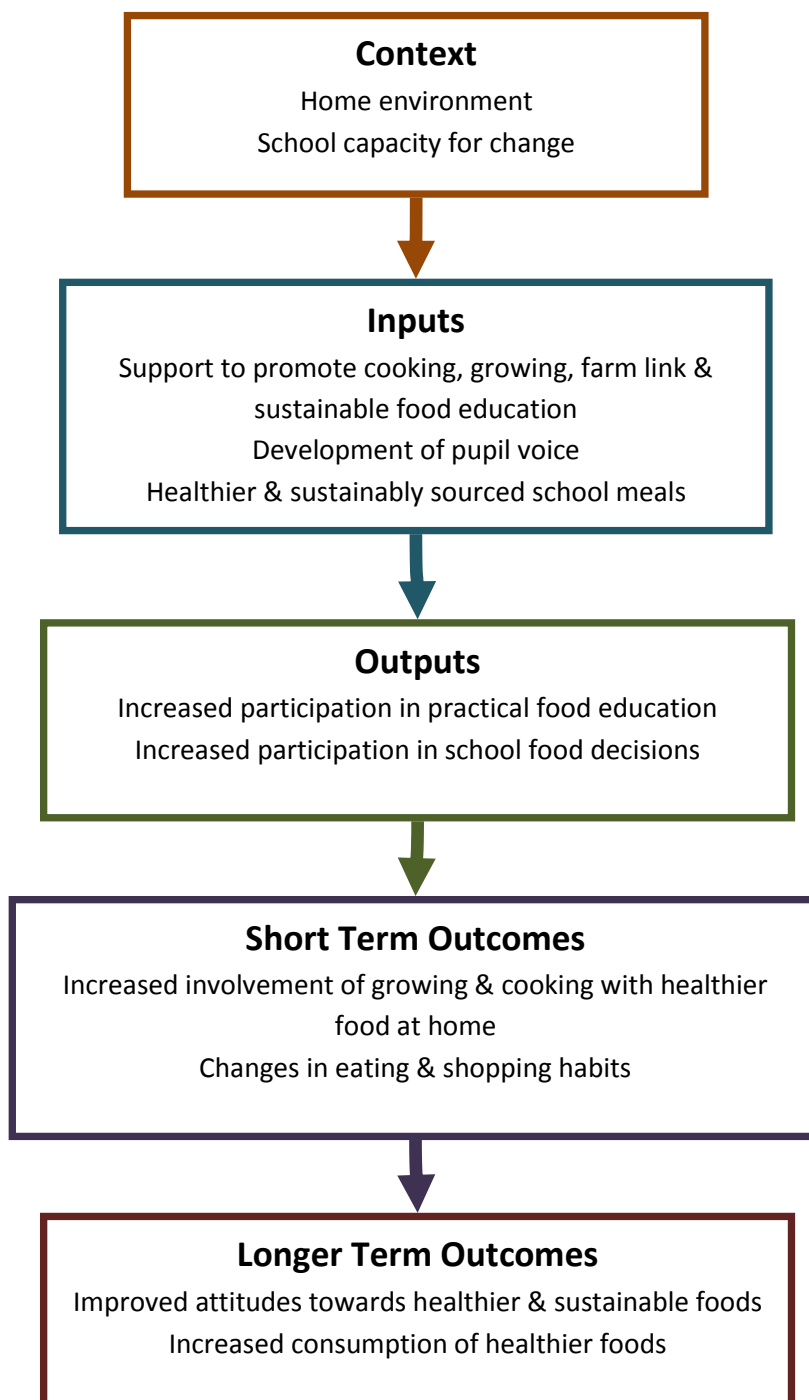 Context
Home environment
School capacity for change
Inputs
Support to promote cooking, growing, farm link &
sustainable food education
Development of pupil voice
Healthier & sustainably sourced school meals
Outputs
Increased participation in practical food education
Increased participation in school food decisions
Short Term Outcomes
Increased involvement of growing & cooking with healthier
food at home
Changes in eating & shopping habits
Longer Term Outcomes
Improved attitudes towards healthier & sustainable foods
Increased consumption of healthier foods